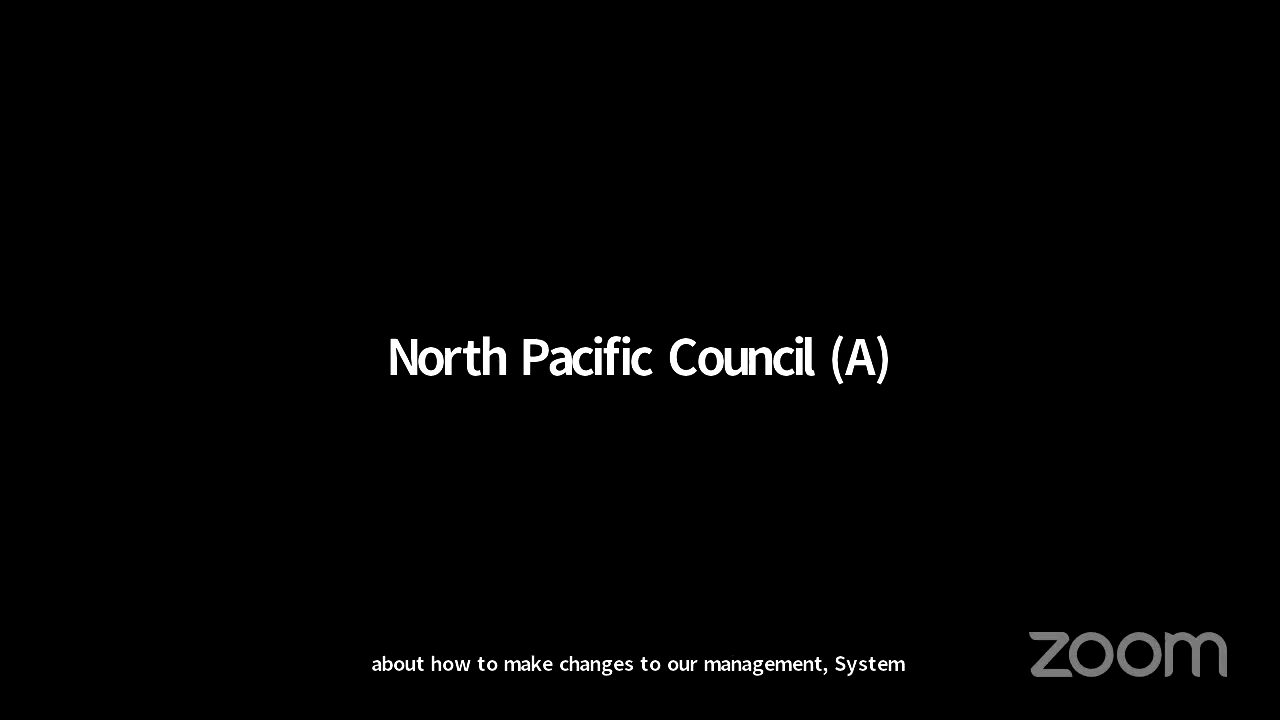 North Pacific Council (A)
about how to make changes to our management, System
zoom